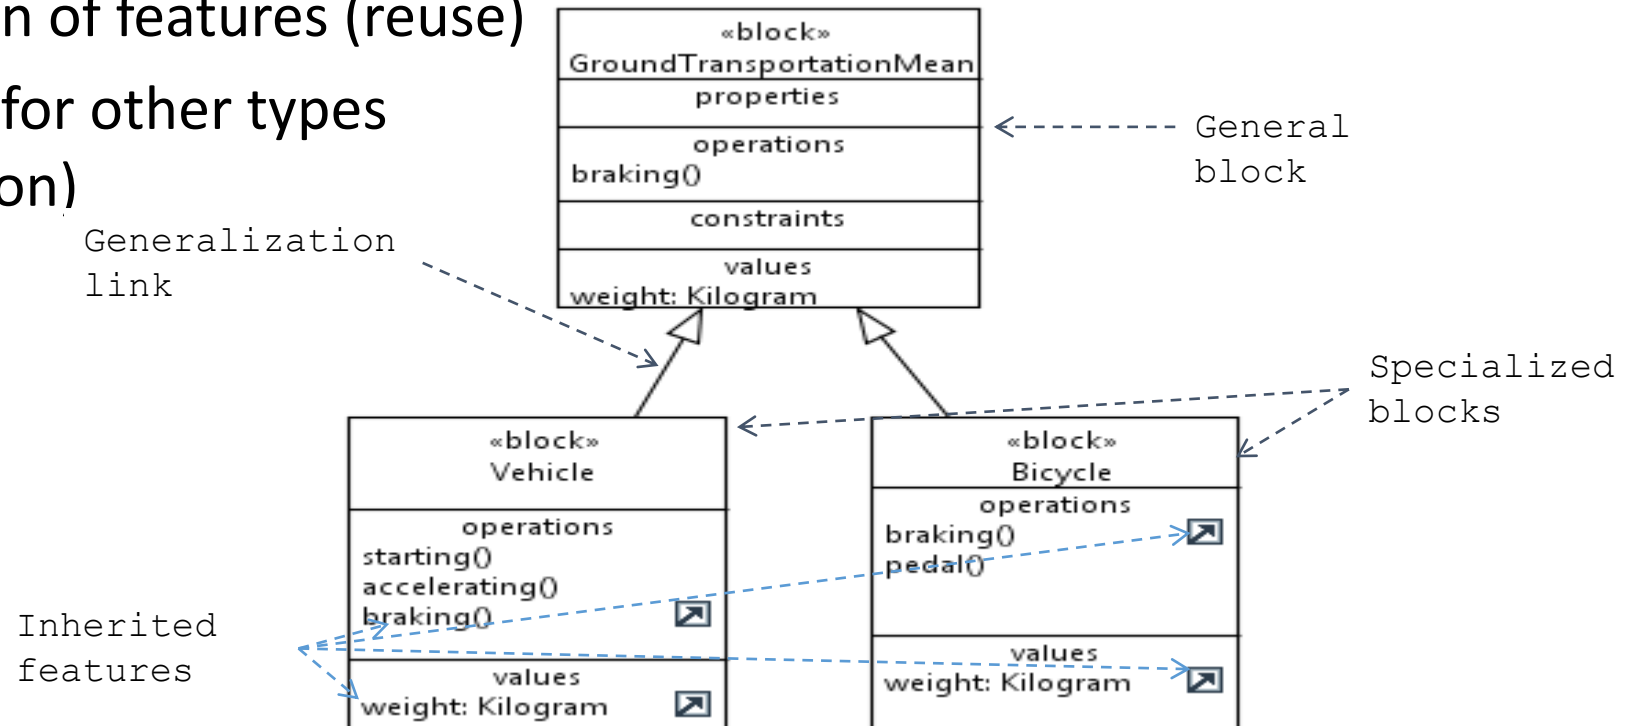 n of features (reuse)
for other types
on)
«block»
GroundTransportationMean
properties
operations
braking()
constraints
values
weight: Kilogram
General
block
Generalization
link
Specialized
blocks
«block»
Vehicle
operations
starting()
accelerating()
braking()
values
weight: Kilogram
«block»
Bicycle
operations
braking()
pedal()
values
weight: Kilogram
Inherited
features